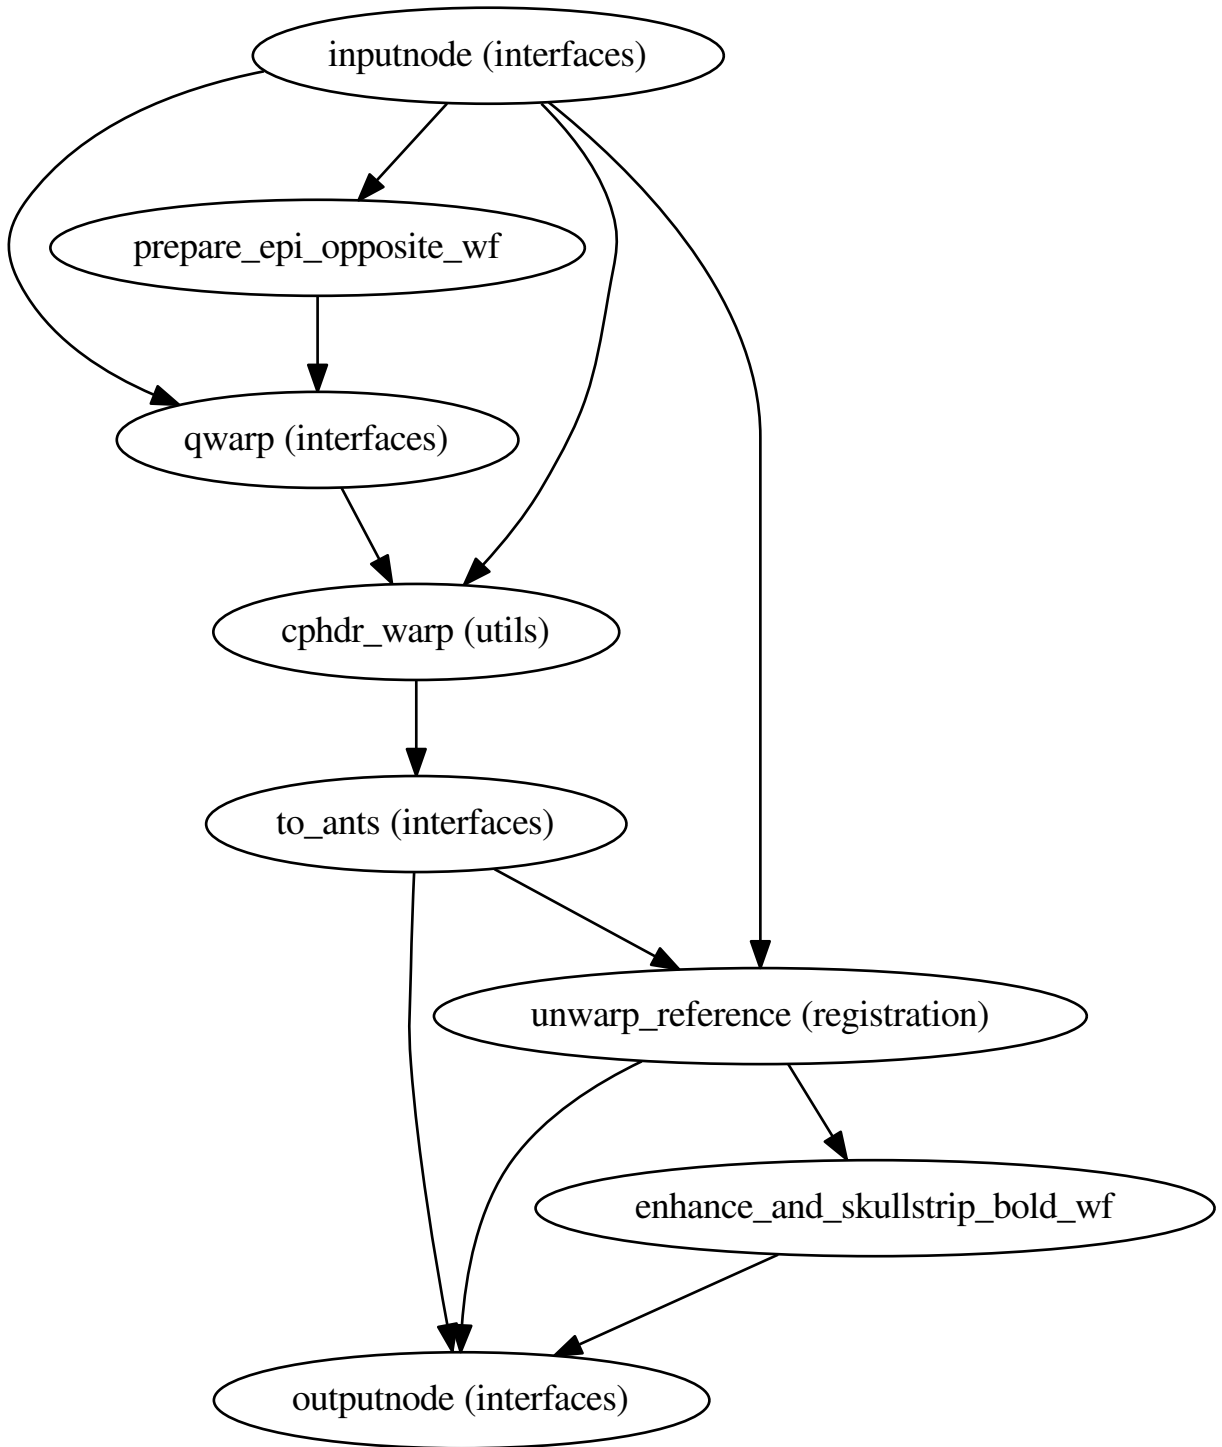 inputnode (interfaces)
prepare_epi_opposite_wf
qwarp (interfaces)
cphdr_warp (utils)
to_ants (interfaces)
unwarp_reference (registration)
enhance_and_skullstrip_bold_wf
outputnode (interfaces)